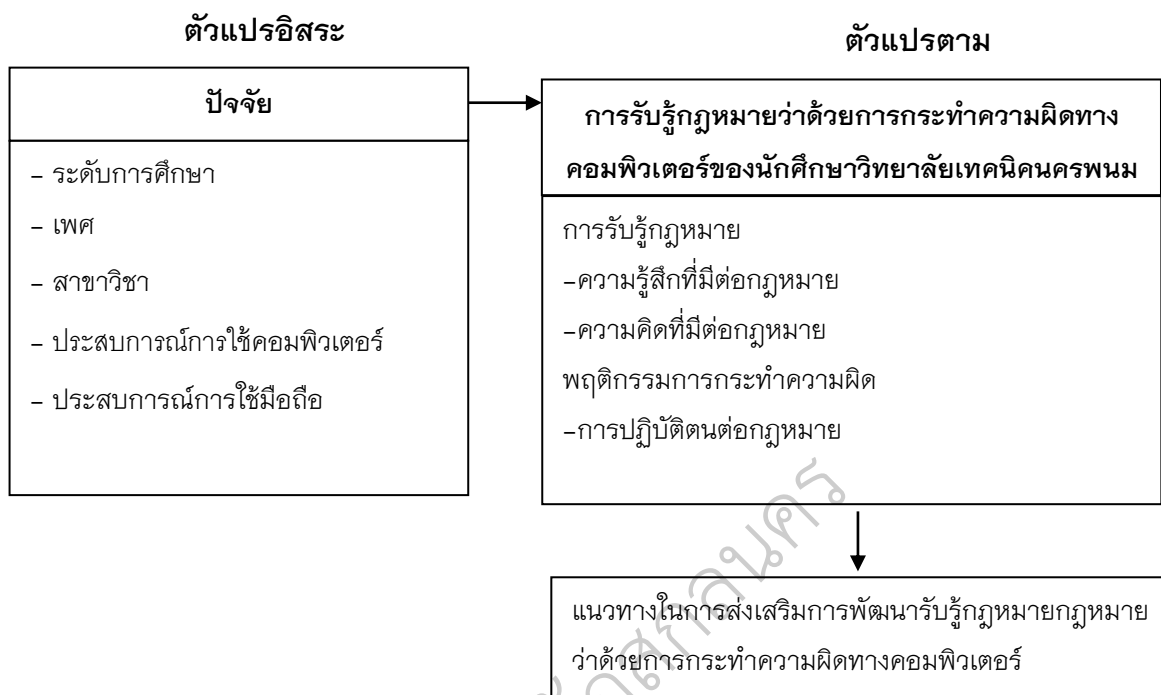 ตัวแปรอิสระ
ปัจจัย
- ระดับการศึกษา
- เพศ
- สาขาวิชา
- ประสบการณ์การใช้คอมพิวเตอร์
- ประสบการณ์การใช้มือถือ
ตัวแปรตาม
การรับรู้กฎหมายว่าด้วยการกระทำความผิดทาง
คอมพิวเตอร์ของนักศึกษาวิทยาลัยเทคนิคนครพนม
การรับรู้กฎหมาย
-ความรู้สึกที่มีต่อกฎหมาย
-ความคิดที่มีต่อกฎหมาย
พฤติกรรมการกระทำความผิด
-การปฏิบัติตนต่อกฎหมาย
แนวทางในการส่งเสริมการพัฒนารับรู้กฎหมายกฎหมาย
ว่าด้วยการกระทำความผิดทางคอมพิวเตอร์